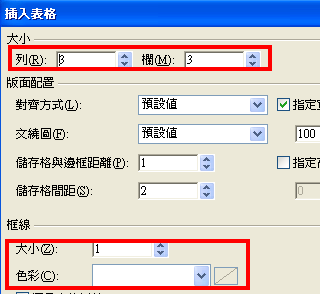 插入表格
大小
列(R): 3 欄(M): 3
版面配置
對齊方式(L): 預設值 指定
文繞圖(F): 預設值 100
儲存格與邊框距離(P): 1 指定
儲存格間距(S): 2 0
框線
大小(Z): 1
色彩(C):